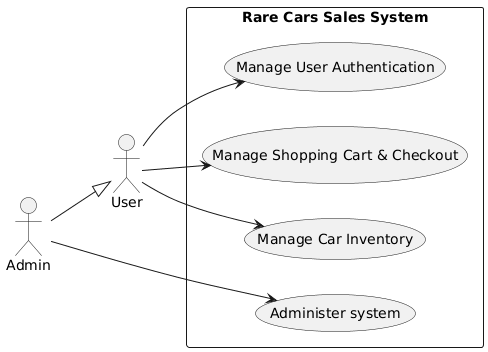 Rare Cars Sales System
Manage User Authentication
Manage Shopping Cart & Checkout
User
Manage Car Inventory
Admin
Administer system